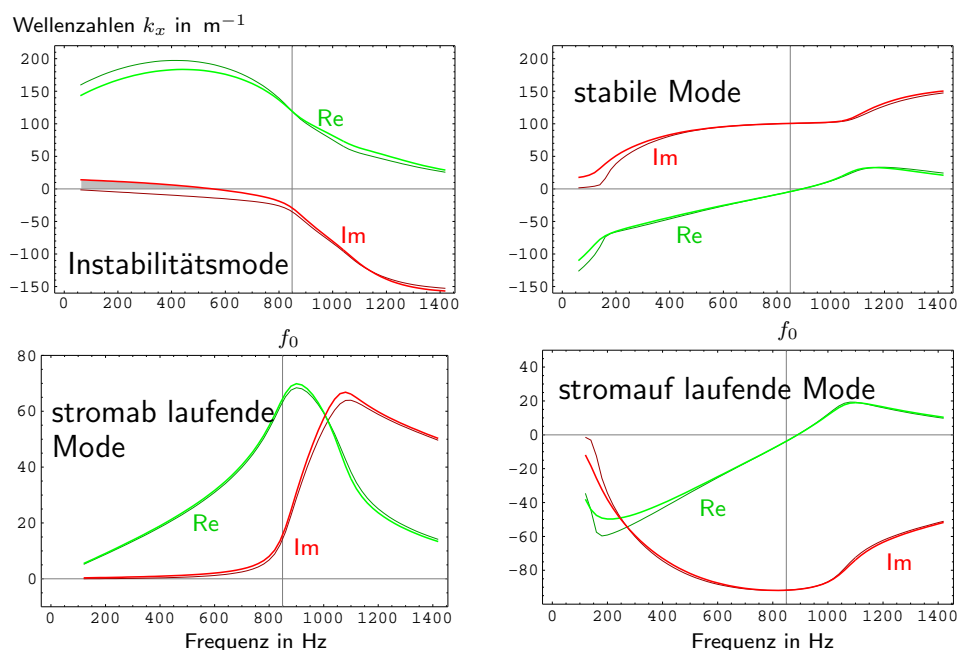 Wellenzahlen kₓ in m⁻¹
200
150
100
50
0
−50
−100
−150
0 200 400 600 800 1000 1200 1400
Re
Im
Instabilitätsmode
200
150
100
50
0
−50
−100
−150
0 200 400 600 800 1000 1200 1400
stabile Mode
Im
Re
f₀
80
60
40
20
0
0 200 400 600 800 1000 1200 1400
stromab laufende
Mode
Re
Im
Frequenz in Hz
f₀
40
20
0
−20
−40
−60
−80
0 200 400 600 800 1000 1200 1400
stromauf laufende Mode
Re
Im
Frequenz in Hz